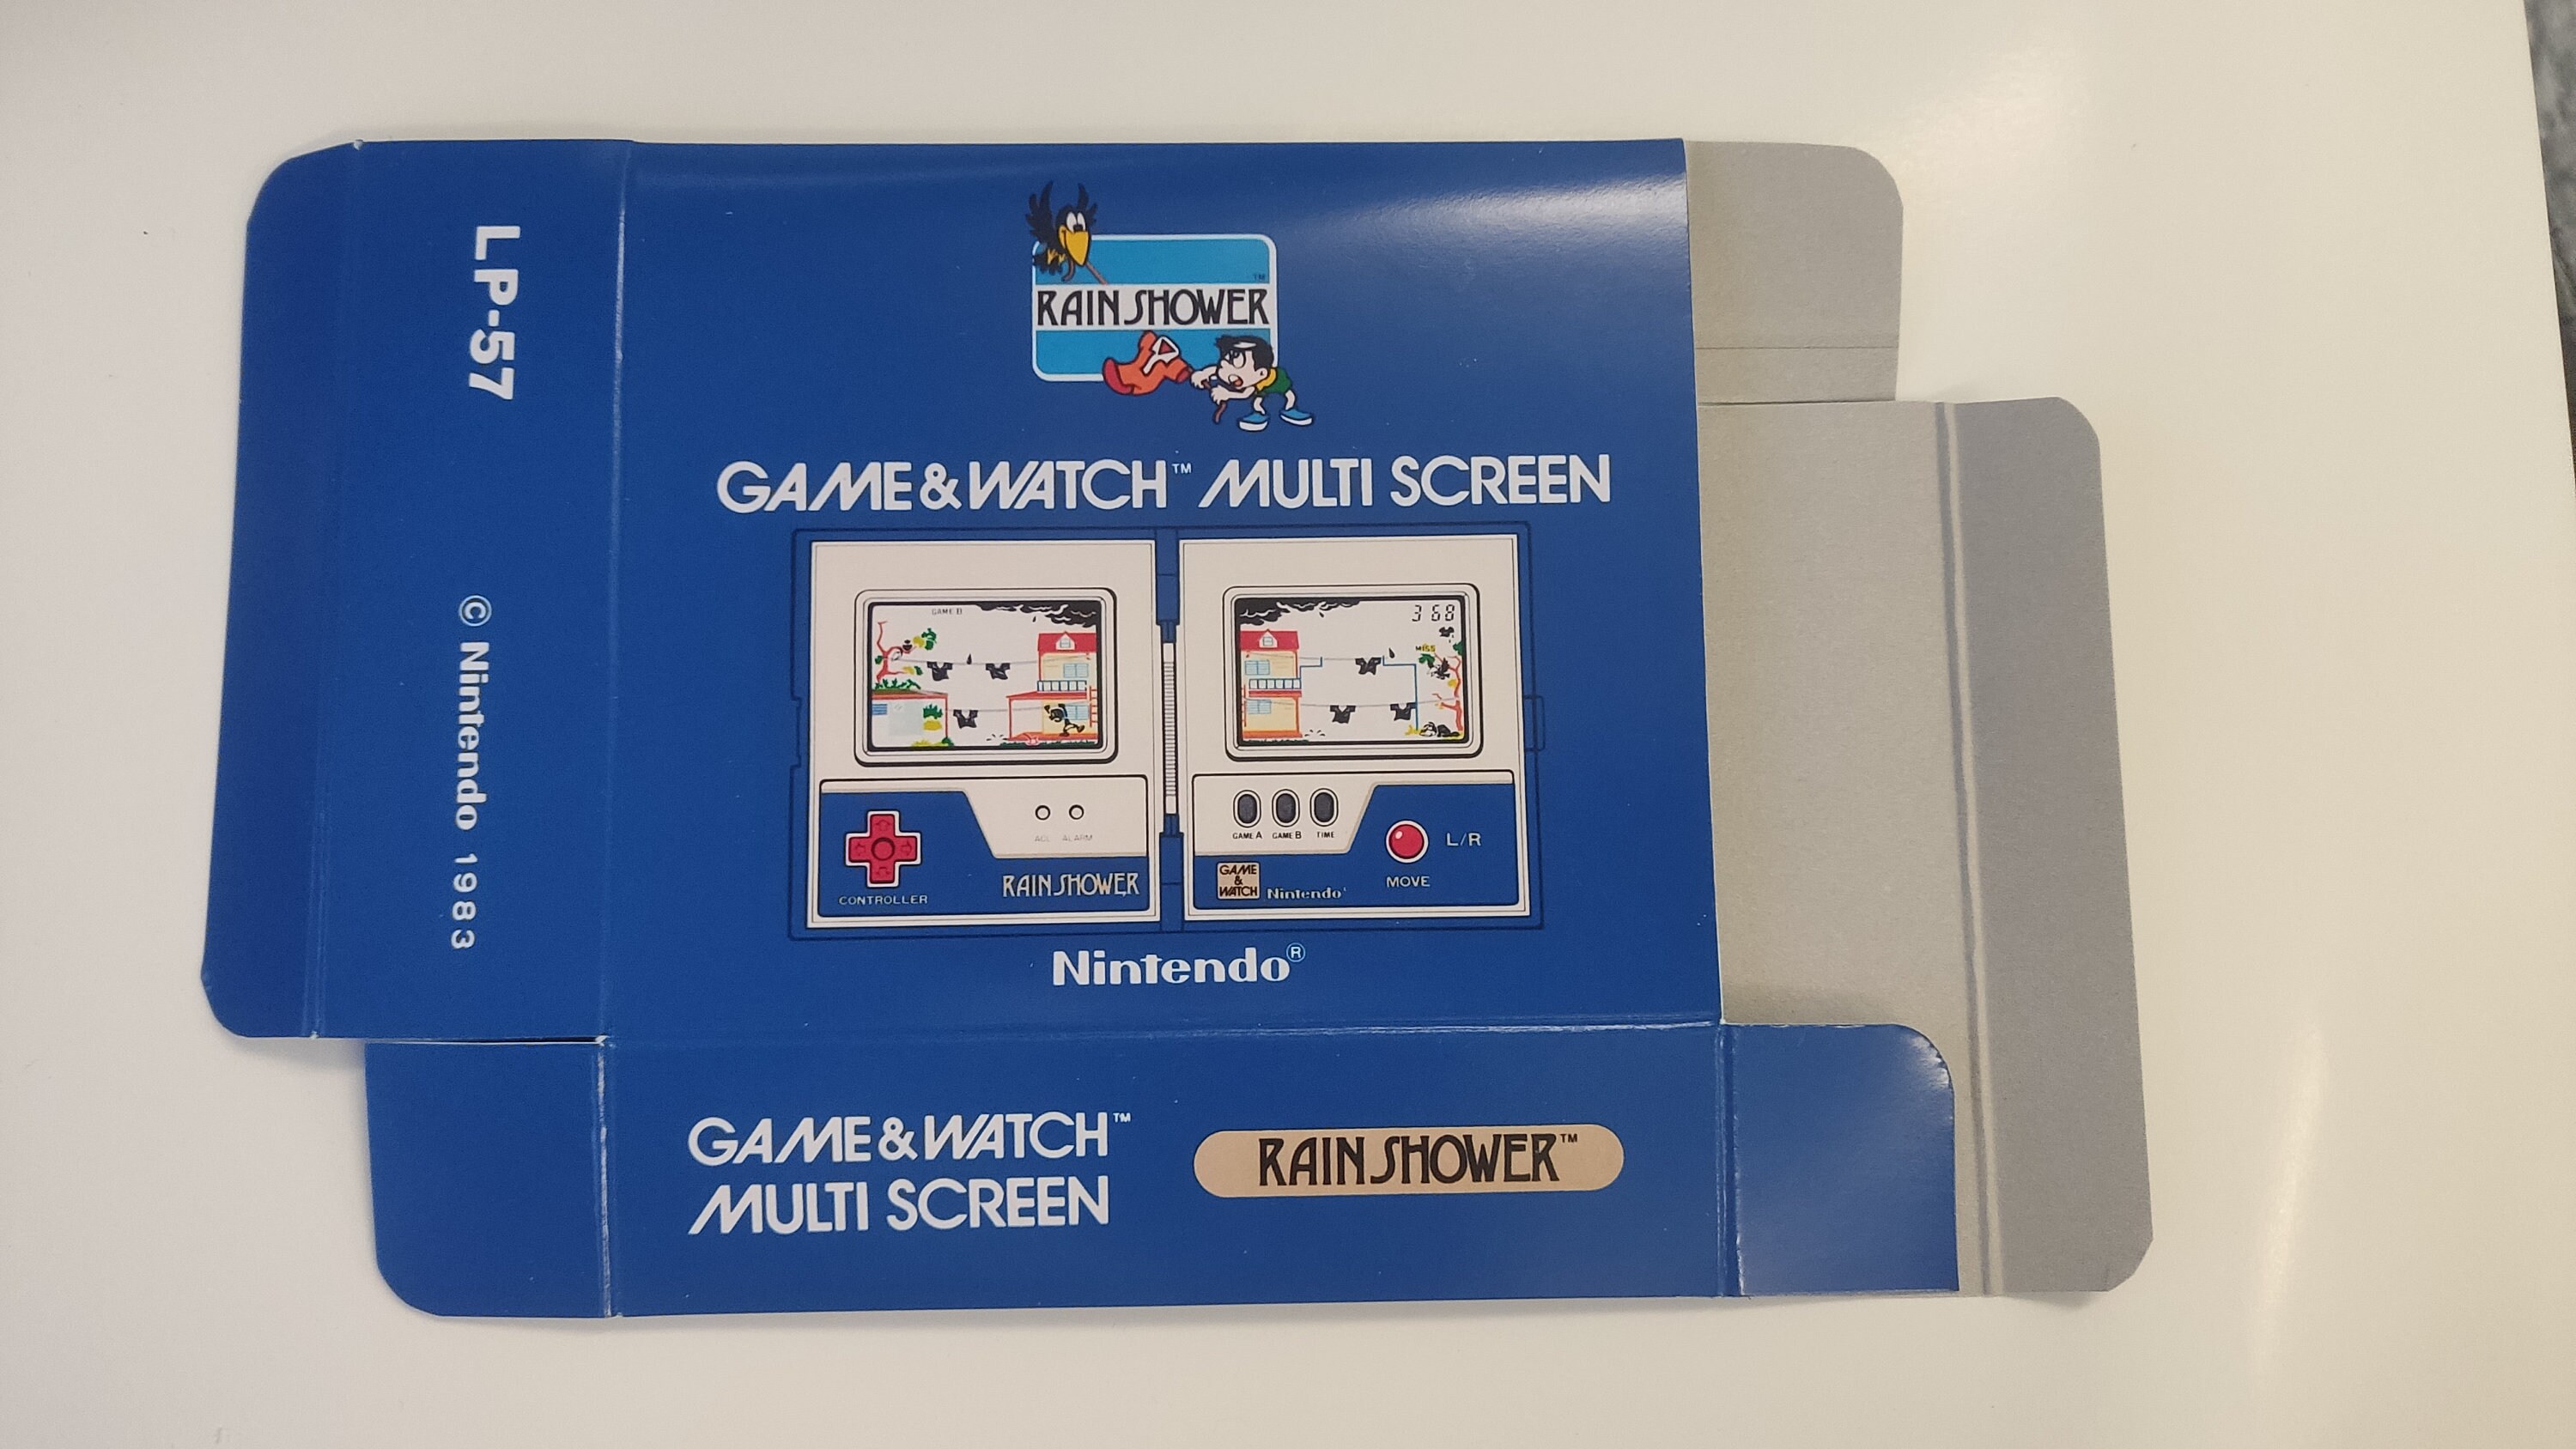 LP-57
© Nintendo 1983
TM
RAIN SHOWER
GAME & WATCH™ MULTI SCREEN
GAME B
368
MISS
ACL ALARM
CONTROLLER
RAIN SHOWER
GAME A GAME B TIME
L/R
MOVE
GAME
&
WATCH
Nintendo
Nintendo®
GAME & WATCH™
MULTI SCREEN
RAIN SHOWER™